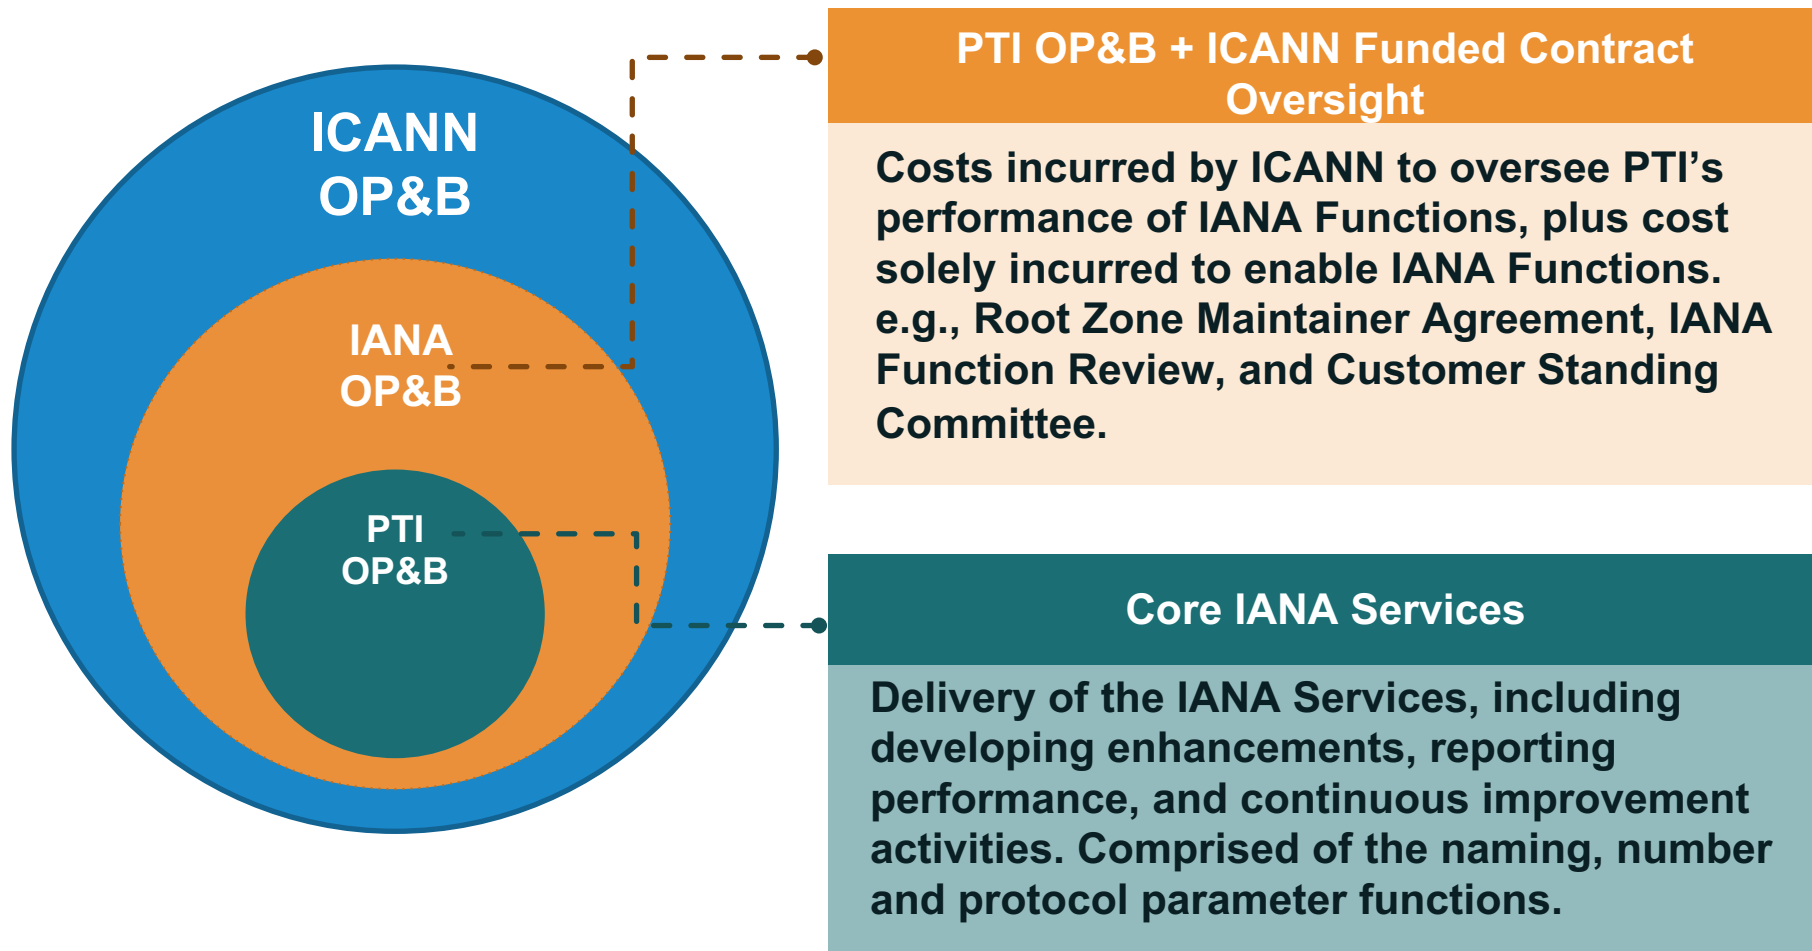 ICANN
OP&B
IANA
OP&B
PTI
OP&B
PTI OP&B + ICANN Funded Contract
Oversight
Costs incurred by ICANN to oversee PTI’s
performance of IANA Functions, plus cost
solely incurred to enable IANA Functions.
e.g., Root Zone Maintainer Agreement, IANA
Function Review, and Customer Standing
Committee.
Core IANA Services
Delivery of the IANA Services, including
developing enhancements, reporting
performance, and continuous improvement
activities. Comprised of the naming, number
and protocol parameter functions.